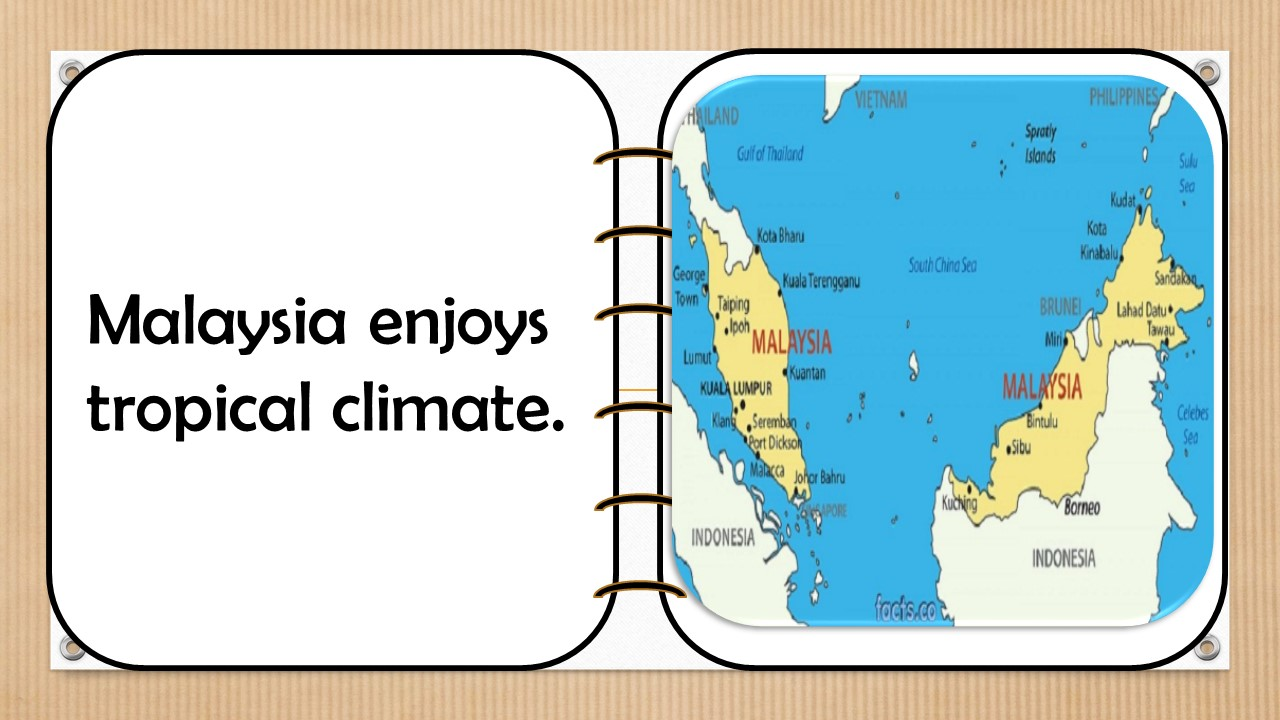 Malaysia enjoys
tropical climate.
THAILAND
VIETNAM
PHILIPPINES
Gulf of Thailand
Spratly
Islands
Sulu
Sea
Kudat
Kota
Kinabalu
Kota Bharu
South China Sea
George
Town
Kuala Terengganu
Sandakan
Taiping
Ipoh
BRUNEI
Lahad Datu
Tawau
MALAYSIA
Miri
Lumut
Kuantan
KUALA LUMPUR
MALAYSIA
Klang
Seremban
Bintulu
Celebes
Sea
Port Dickson
Sibu
Malacca
Johor Bahru
Kuching
Borneo
SINGAPORE
INDONESIA
INDONESIA
facts.co